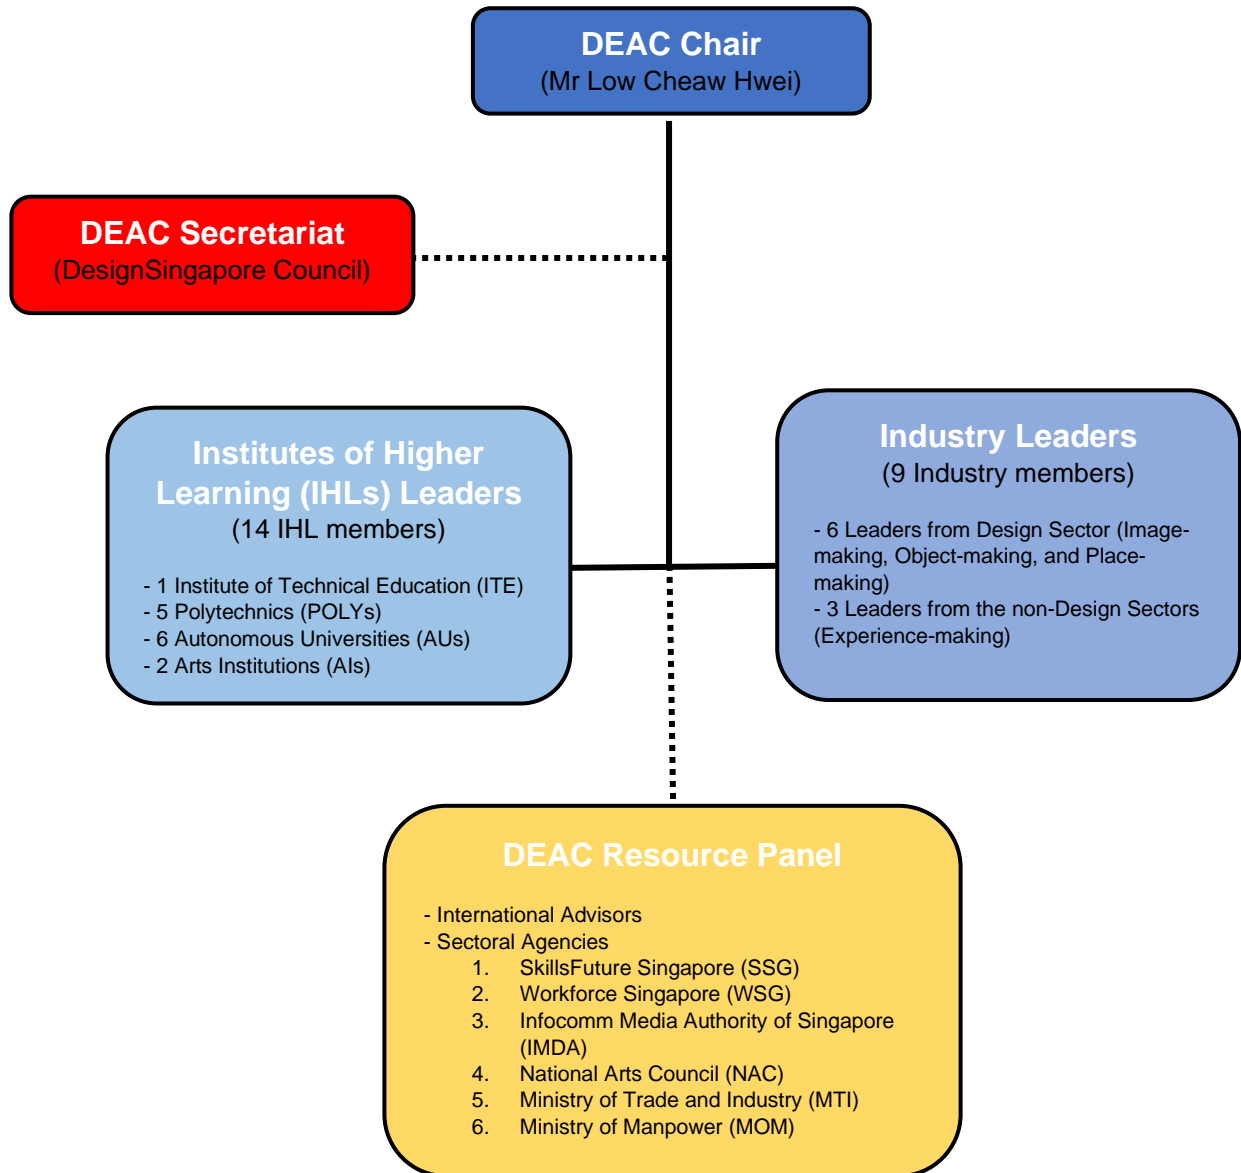 DEAC Chair
(Mr Low Cheaw Hwei)
DEAC Secretariat
(DesignSingapore Council)
Institutes of Higher
Learning (IHLs) Leaders
(14 IHL members)
- 1 Institute of Technical Education (ITE)
- 5 Polytechnics (POLYs)
- 6 Autonomous Universities (AUs)
- 2 Arts Institutions (AIs)
Industry Leaders
(9 Industry members)
- 6 Leaders from Design Sector (Image-
making, Object-making, and Place-
making)
- 3 Leaders from the non-Design Sectors
(Experience-making)
DEAC Resource Panel
- International Advisors
- Sectoral Agencies
1. SkillsFuture Singapore (SSG)
2. Workforce Singapore (WSG)
3. Infocomm Media Authority of Singapore
(IMDA)
4. National Arts Council (NAC)
5. Ministry of Trade and Industry (MTI)
6. Ministry of Manpower (MOM)